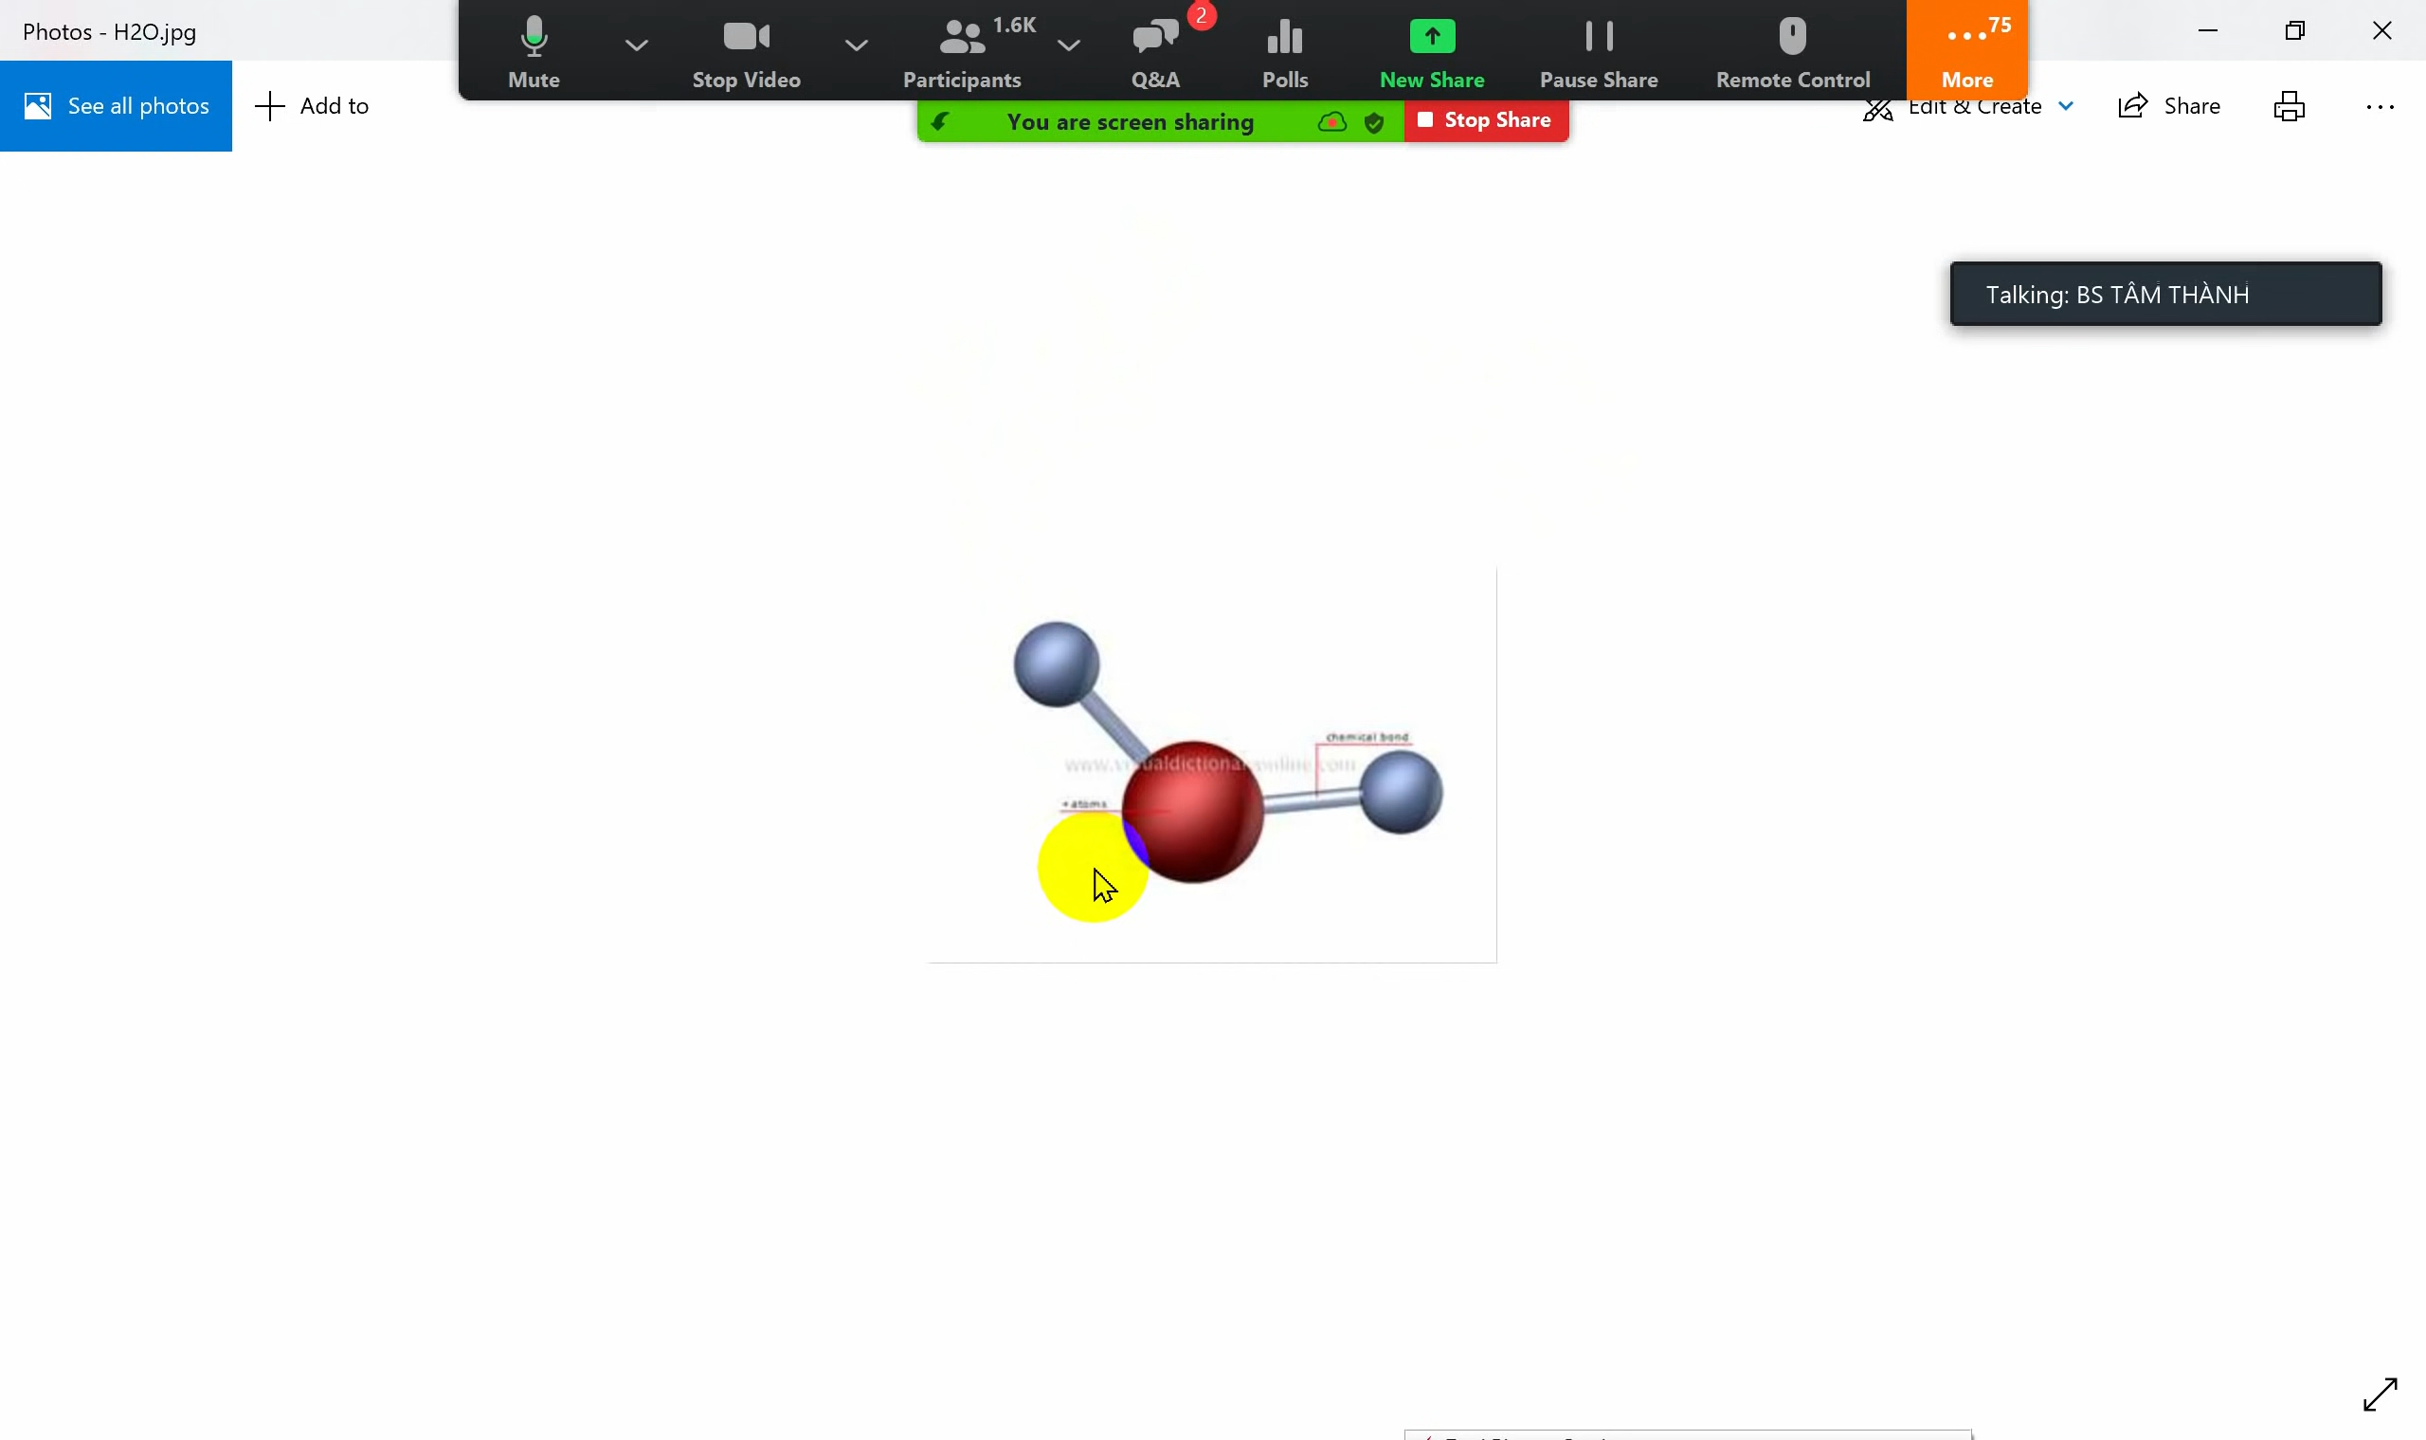 Photos - H2O.jpg
1.6K
2
75
Mute
Stop Video
Participants
Q&A
Polls
New Share
Pause Share
Remote Control
More
See all photos
Add to
You are screen sharing
Stop Share
Edit & Create
Share
Talking: BS TÂM THÀNH
chemical bond
atoms